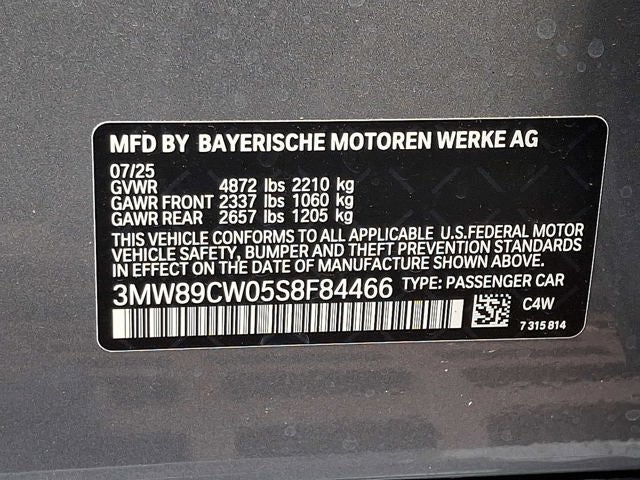 MFD BY BAYERISCHE MOTOREN WERKE AG
07/25
GVWR 4872 lbs 2210 kg
GAWR FRONT 2337 lbs 1060 kg
GAWR REAR 2657 lbs 1205 kg
THIS VEHICLE CONFORMS TO ALL APPLICABLE U.S.FEDERAL MOTOR
VEHICLE SAFETY, BUMPER AND THEFT PREVENTION STANDARDS
IN EFFECT ON THE DATE OF MANUFACTURE SHOWN ABOVE.
3MW89CW05S8F84466 TYPE: PASSENGER CAR
C4W
7 315 814